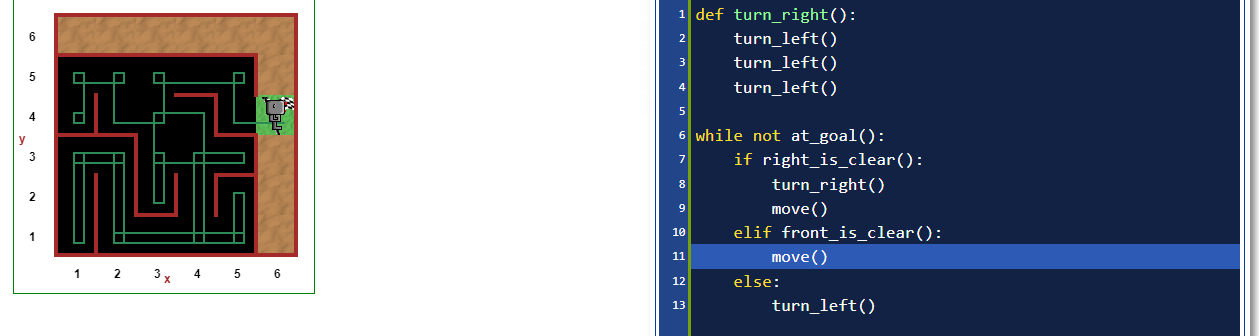 6
5
4
y
3
2
1
1 2 3 x 4 5 6
1 def turn_right():
2     turn_left()
3     turn_left()
4     turn_left()
5
6 while not at_goal():
7     if right_is_clear():
8         turn_right()
9         move()
10     elif front_is_clear():
11         move()
12     else:
13         turn_left()